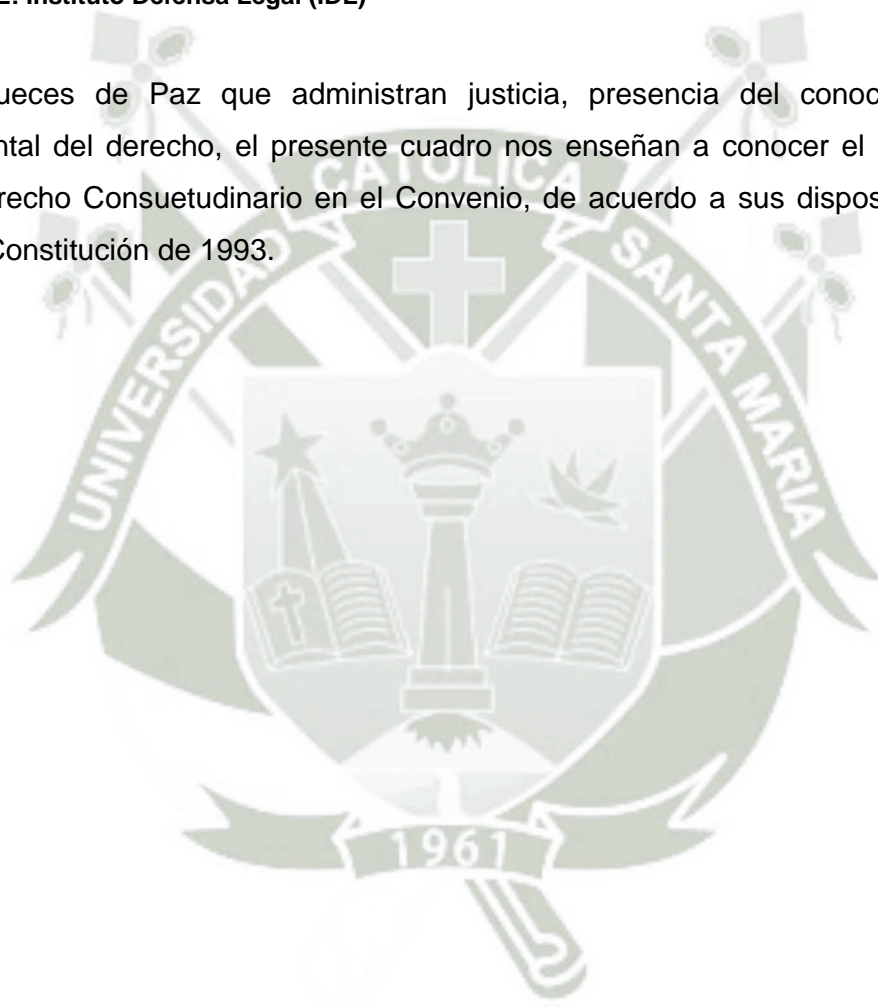 E: Instituto Defensa Legal (IDL)
ueces de Paz que administran justicia, presencia del conoc
ntal del derecho, el presente cuadro nos enseñan a conocer el
recho Consuetudinario en el Convenio, de acuerdo a sus dispos
Constitución de 1993.
UNIVERSIDAD CATOLICA SANTA MARIA
1961